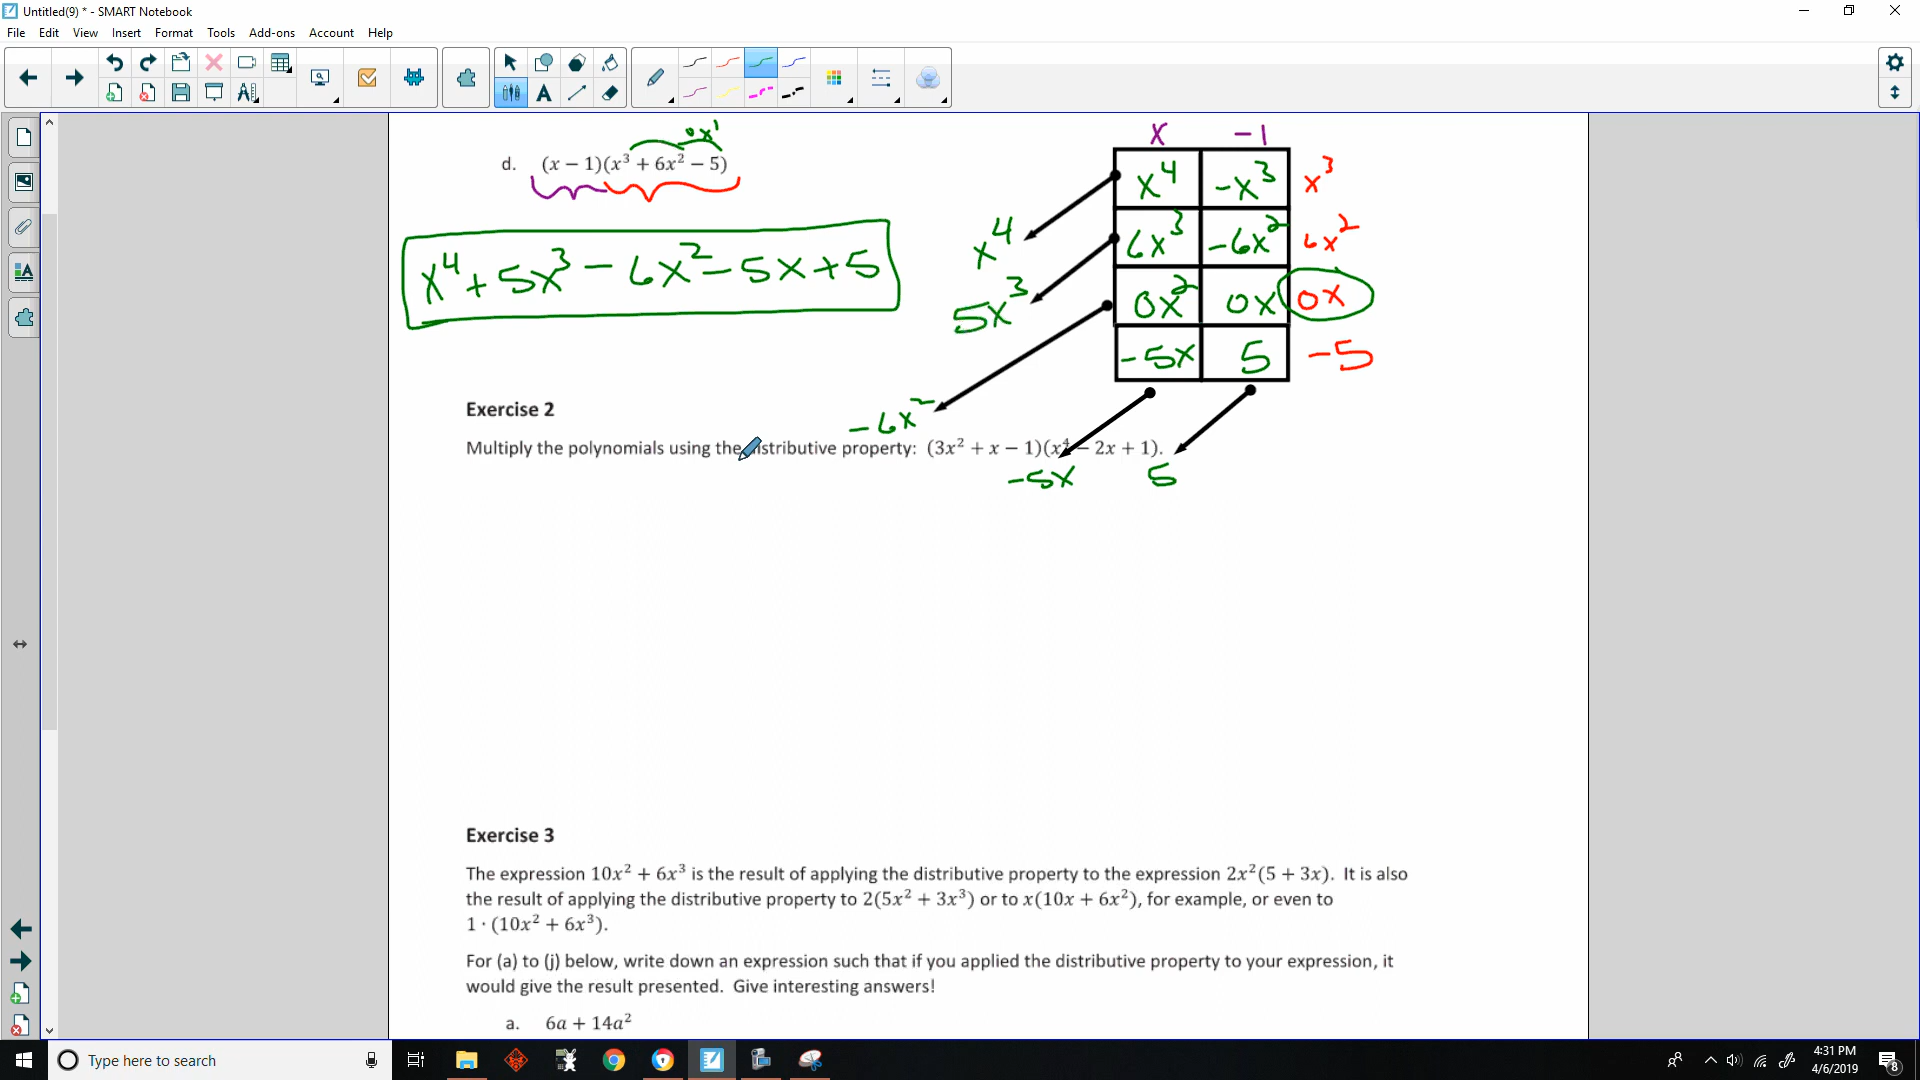 Untitled(9) * - SMART Notebook
File Edit View Insert Format Tools Add-ons Account Help
0x¹
d. (x − 1)(x³ + 6x² − 5)
x −1
x⁴ −x³ x³
6x³ −6x² 6x²
0x² 0x 0x
−5x 5 −5
x⁴
5x³
−6x²
−5x 5
x⁴ + 5x³ − 6x² − 5x + 5
Exercise 2
Multiply the polynomials using the distributive property: (3x² + x − 1)(x⁴ − 2x + 1).
Exercise 3
The expression 10x² + 6x³ is the result of applying the distributive property to the expression 2x²(5 + 3x). It is also
the result of applying the distributive property to 2(5x² + 3x³) or to x(10x + 6x²), for example, or even to
1 · (10x² + 6x³).
For (a) to (j) below, write down an expression such that if you applied the distributive property to your expression, it
would give the result presented. Give interesting answers!
a. 6a + 14a²
Type here to search
4:31 PM
4/6/2019
8